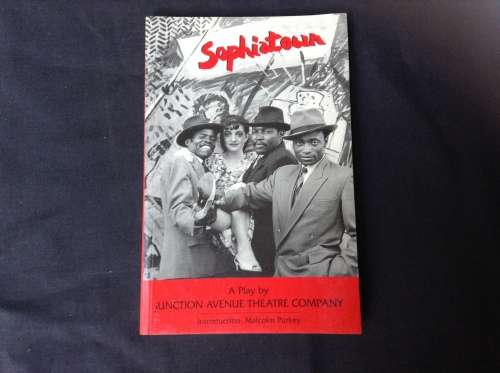 Sophiatown
A Play by
JUNCTION AVENUE THEATRE COMPANY
Introduction: Malcolm Purkey